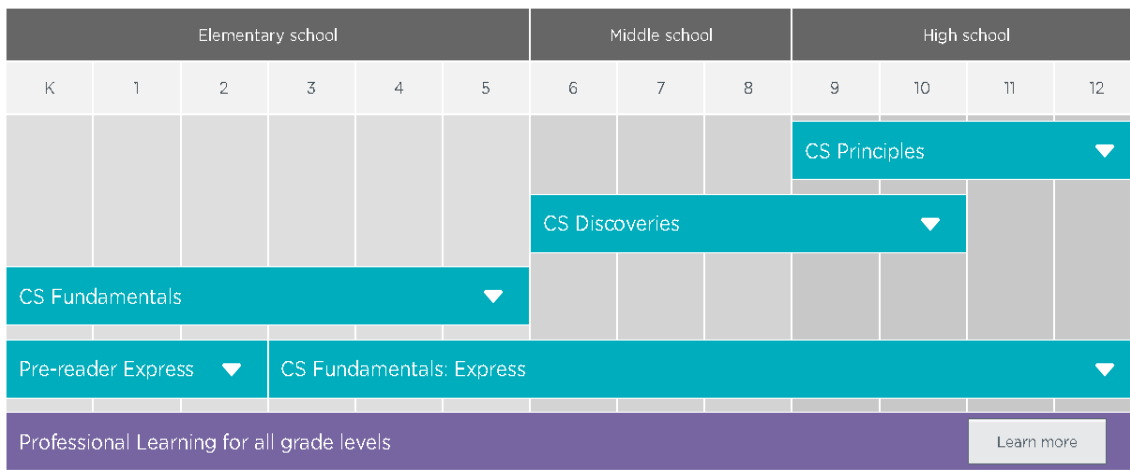 Elementary school Middle school High school
K 1 2 3 4 5 6 7 8 9 10 11 12
CS Principles
CS Discoveries
CS Fundamentals
Pre-reader Express CS Fundamentals: Express
Professional Learning for all grade levels Learn more